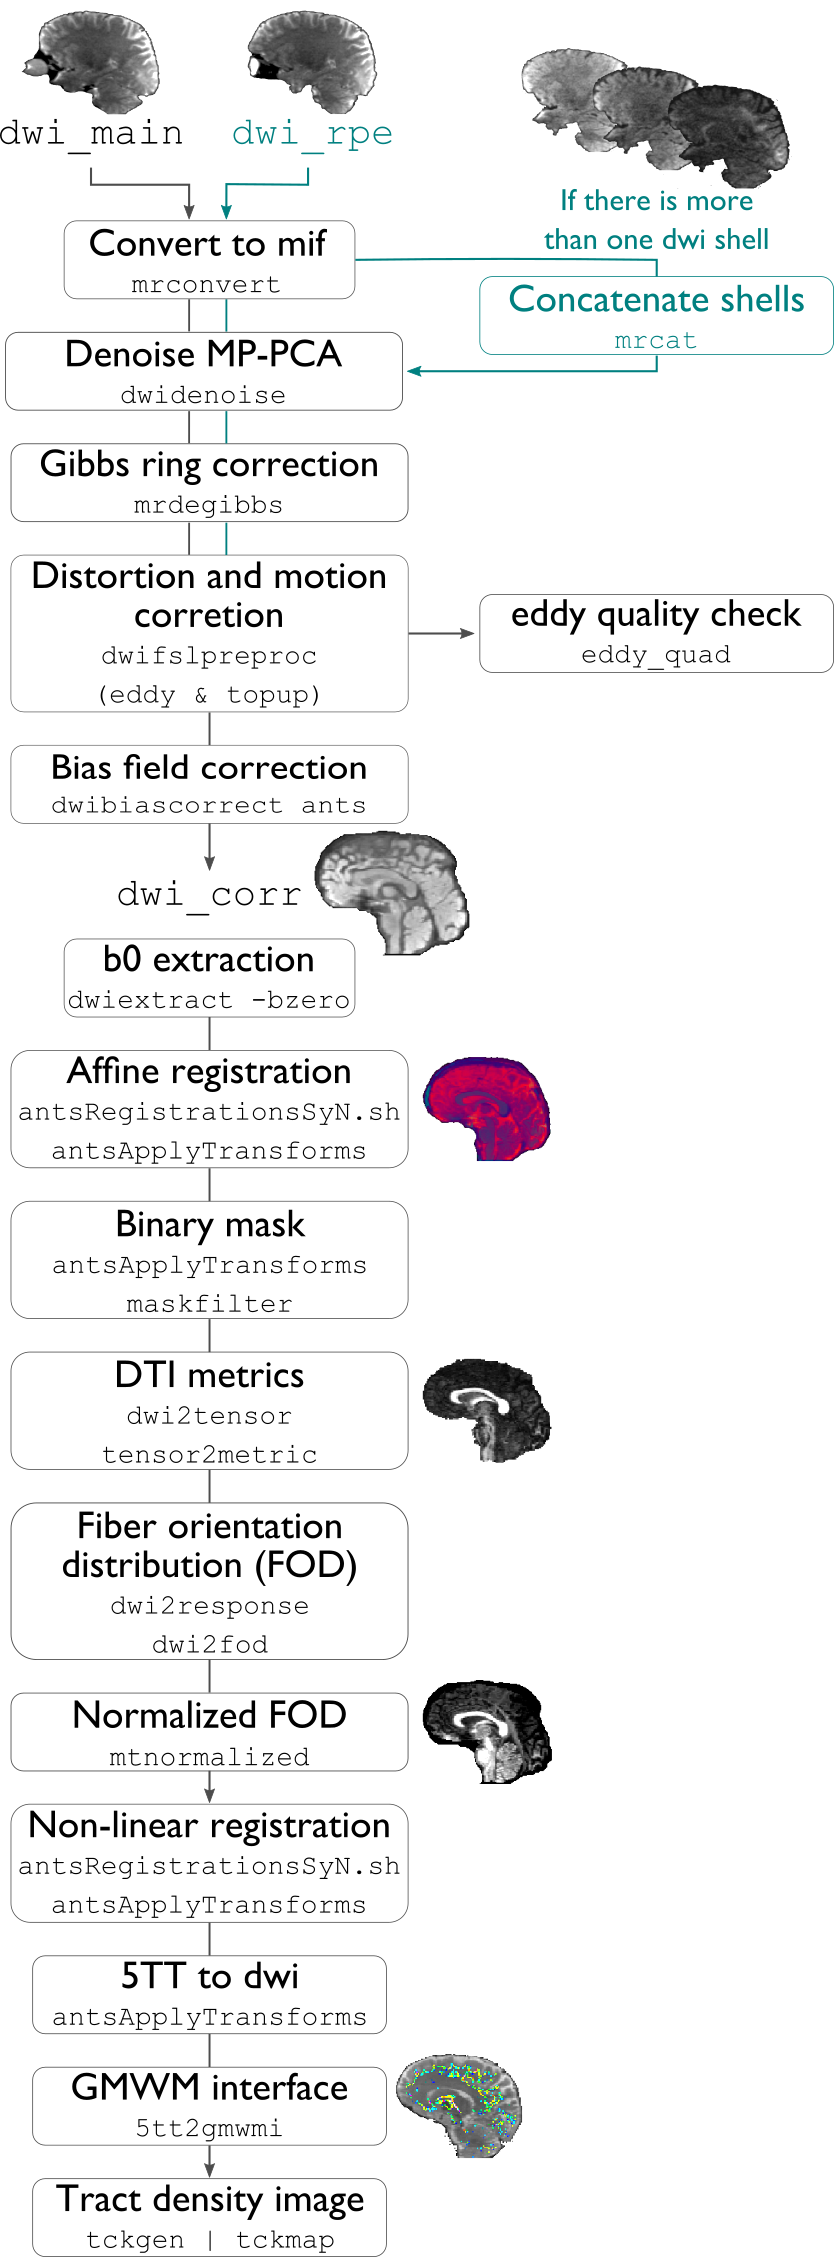 dwi_main
dwi_rpe
If there is more
than one dwi shell
Convert to mif
mrconvert
Concatenate shells
mrcat
Denoise MP-PCA
dwidenoise
Gibbs ring correction
mrdegibbs
Distortion and motion
corretion
dwifslpreproc
(eddy & topup)
eddy quality check
eddy_quad
Bias field correction
dwibiascorrect ants
dwi_corr
b0 extraction
dwiextract -bzero
Affine registration
antsRegistrationsSyN.sh
antsApplyTransforms
Binary mask
antsApplyTransforms
maskfilter
DTI metrics
dwi2tensor
tensor2metric
Fiber orientation
distribution (FOD)
dwi2response
dwi2fod
Normalized FOD
mtnormalized
Non-linear registration
antsRegistrationsSyN.sh
antsApplyTransforms
5TT to dwi
antsApplyTransforms
GMWM interface
5tt2gmwmi
Tract density image
tckgen | tckmap